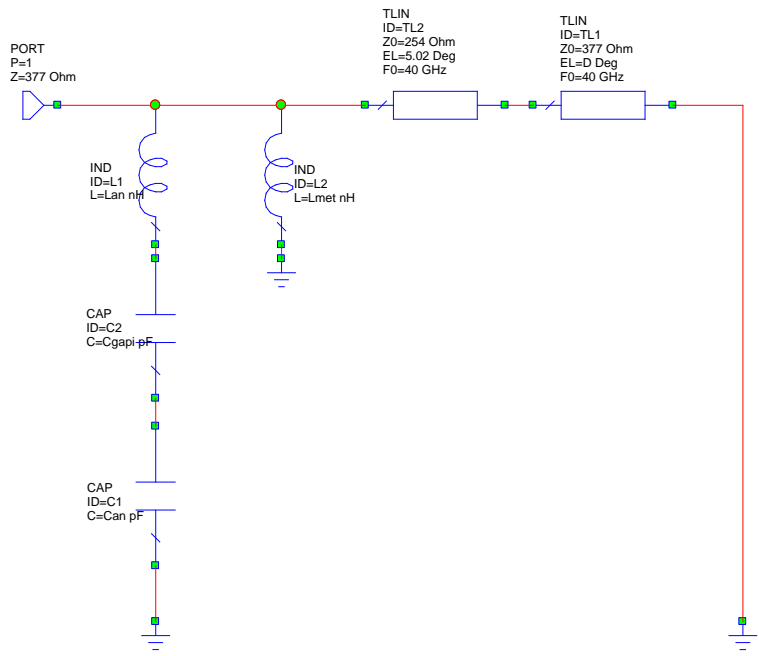 PORT
P=1
Z=377 Ohm
TLIN
ID=TL2
Z0=254 Ohm
EL=5.02 Deg
F0=40 GHz
TLIN
ID=TL1
Z0=377 Ohm
EL=D Deg
F0=40 GHz
IND
ID=L1
L=Lan nH
IND
ID=L2
L=Lmet nH
CAP
ID=C2
C=Cgapi pF
CAP
ID=C1
C=Can pF